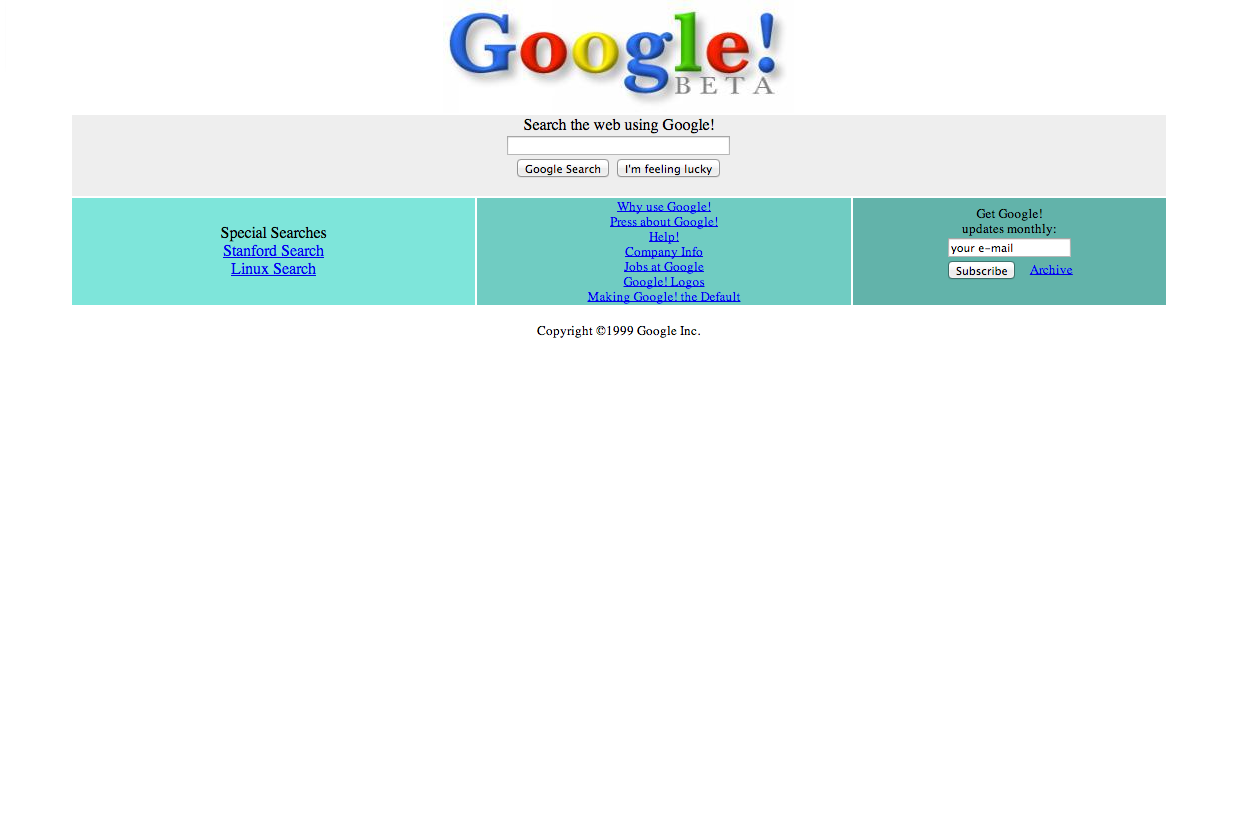 Google!
BETA
Search the web using Google!
Google Search I'm feeling lucky
Special Searches
Stanford Search
Linux Search
Why use Google!
Press about Google!
Help!
Company Info
Jobs at Google
Google! Logos
Making Google! the Default
Get Google!
updates monthly:
your e-mail
Subscribe Archive
Copyright ©1999 Google Inc.